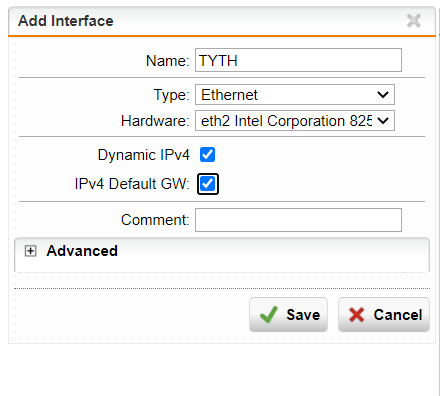 Add Interface
Name: TYTH
Type: Ethernet
Hardware: eth2 Intel Corporation 825
Dynamic IPv4
IPv4 Default GW:
Comment:
Advanced
Save Cancel